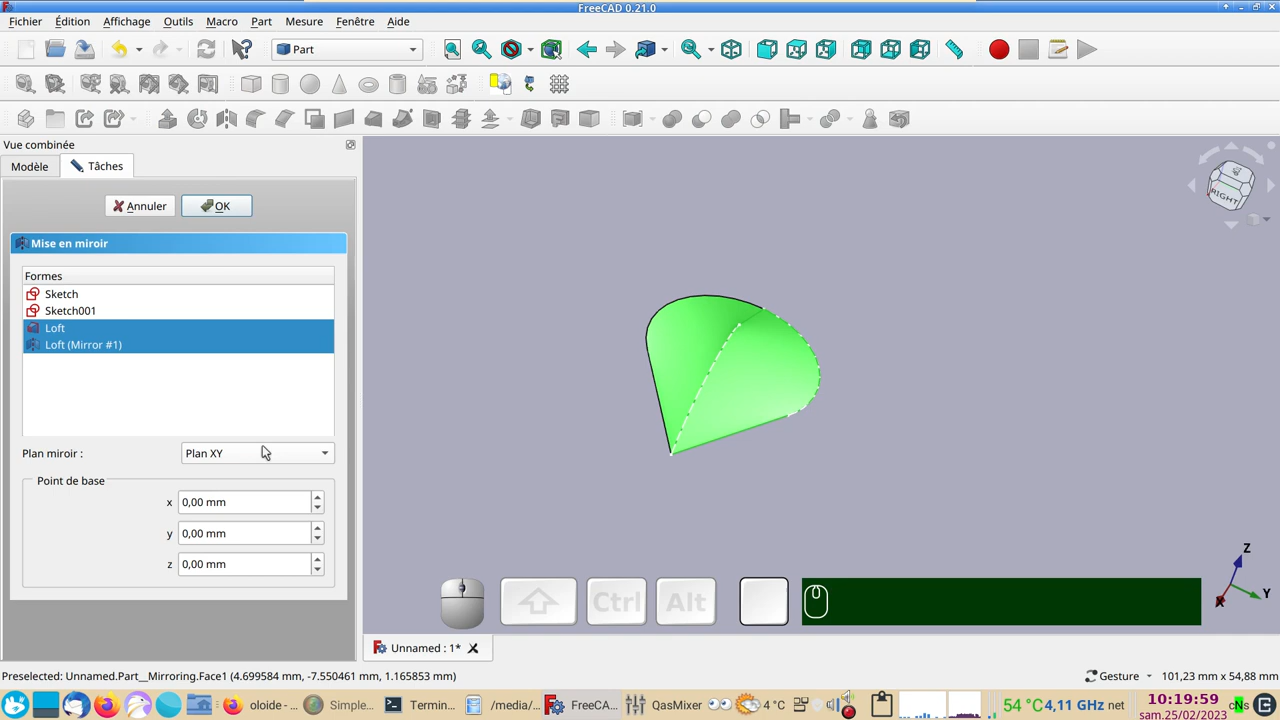 FreeCAD 0.21.0
Fichier Édition Affichage Outils Macro Part Mesure Fenêtre Aide
Part
Vue combinée
Modèle Tâches
Annuler OK
Mise en miroir
Formes
Sketch
Sketch001
Loft
Loft (Mirror #1)
Plan miroir : Plan XY
Point de base
x 0,00 mm
y 0,00 mm
z 0,00 mm
RIGHT
Z
Y
X
Ctrl Alt
Unnamed : 1*
Preselected: Unnamed.Part__Mirroring.Face1 (4.699584 mm, -7.550461 mm, 1.165853 mm) Gesture 101,23 mm x 54,88 mm
oloide - Simple... Termin... /media/... FreeCA... QasMixer 4 °C 54 °C 4,11 GHz net 10:19:59
sam.25/02/2023